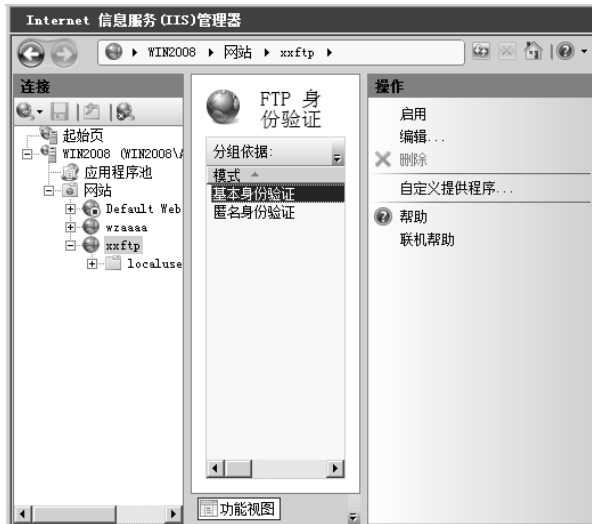 Internet 信息服务(IIS)管理器
WIN2008 ▸ 网站 ▸ xxftp ▸
连接
起始页
WIN2008 (WIN2008\A
应用程序池
网站
Default Web
wzaaaa
xxftp
localuse
FTP 身
份验证
分组依据:
模式
基本身份验证
匿名身份验证
功能视图
操作
启用
编辑...
删除
自定义提供程序...
帮助
联机帮助